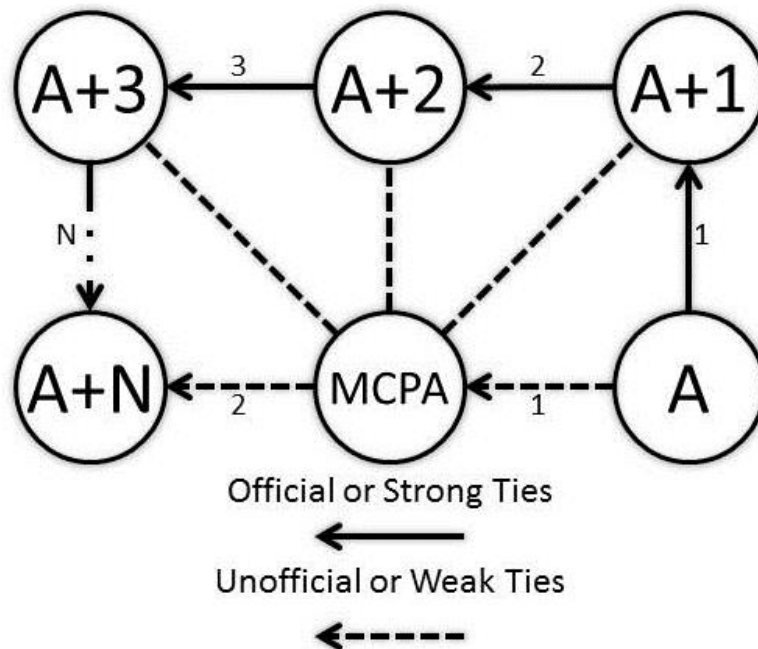 A+3
3
A+2
2
A+1
N
1
A+N
2
MCPA
1
A
Official or Strong Ties
Unofficial or Weak Ties